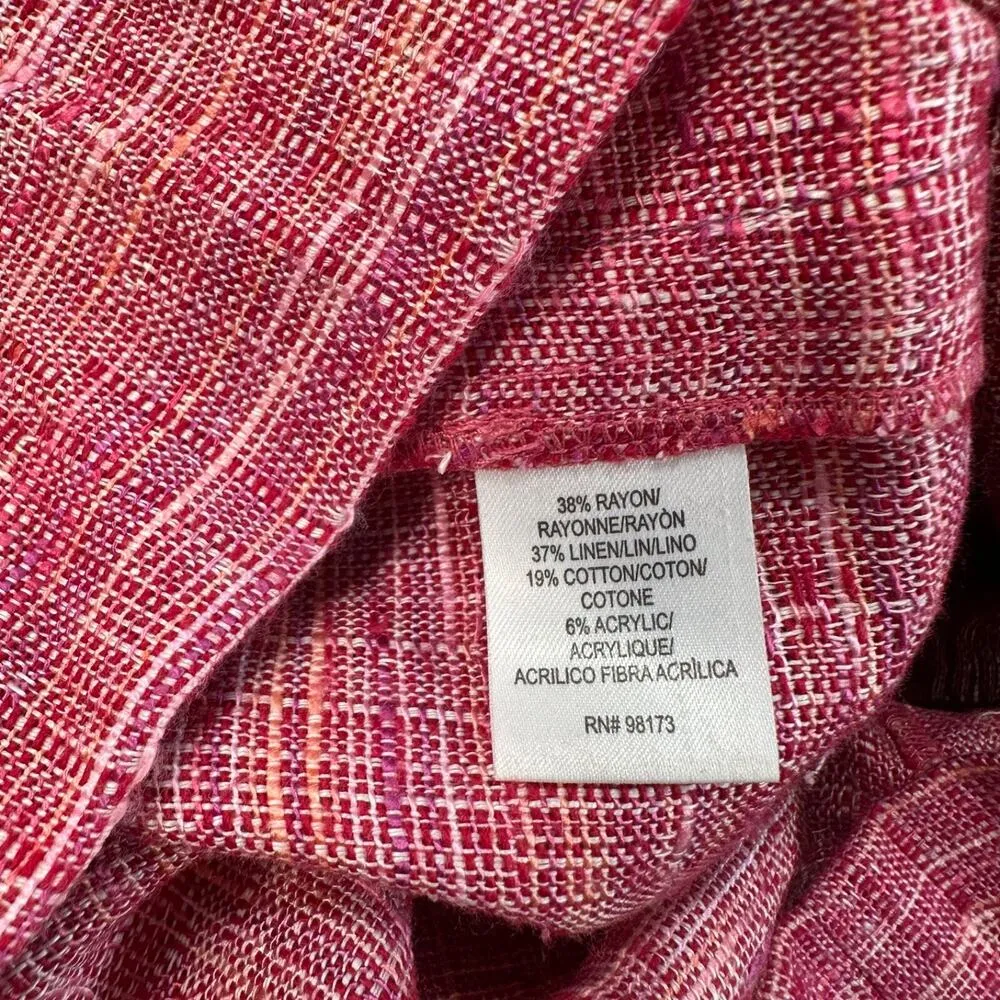 38% RAYON/
RAYONNE/RAYÒN
37% LINEN/LIN/LINO
19% COTTON/COTON/
COTONE
6% ACRYLIC/
ACRYLIQUE/
ACRILICO FIBRA ACRÌLICA
RN# 98173